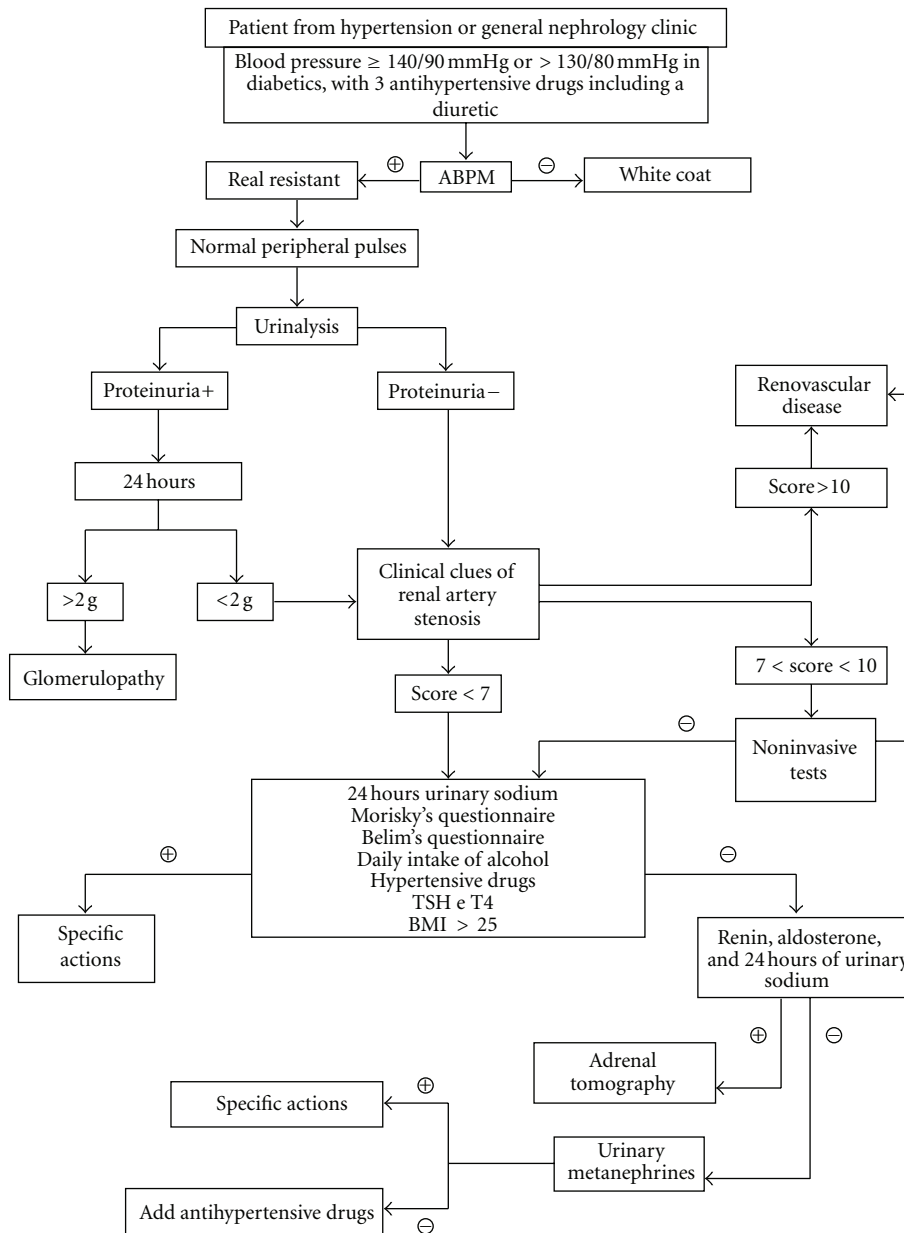 Patient from hypertension or general nephrology clinic
Blood pressure ≥ 140/90 mmHg or > 130/80 mmHg in
diabetics, with 3 antihypertensive drugs including a
diuretic
⊕
⊖
Real resistant
ABPM
White coat
Normal peripheral pulses
Urinalysis
Proteinuria+
Proteinuria−
Renovascular
disease
24 hours
Score>10
Clinical clues of
renal artery
stenosis
>2 g
<2 g
Glomerulopathy
7 < score < 10
Score < 7
⊖
Noninvasive
tests
24 hours urinary sodium
Morisky's questionnaire
Belim's questionnaire
Daily intake of alcohol
Hypertensive drugs
TSH e T4
BMI > 25
⊕
⊖
Specific
actions
Renin, aldosterone,
and 24 hours of urinary
sodium
⊕
⊖
Adrenal
tomography
⊕
Specific actions
Urinary
metanephrines
Add antihypertensive drugs
⊖